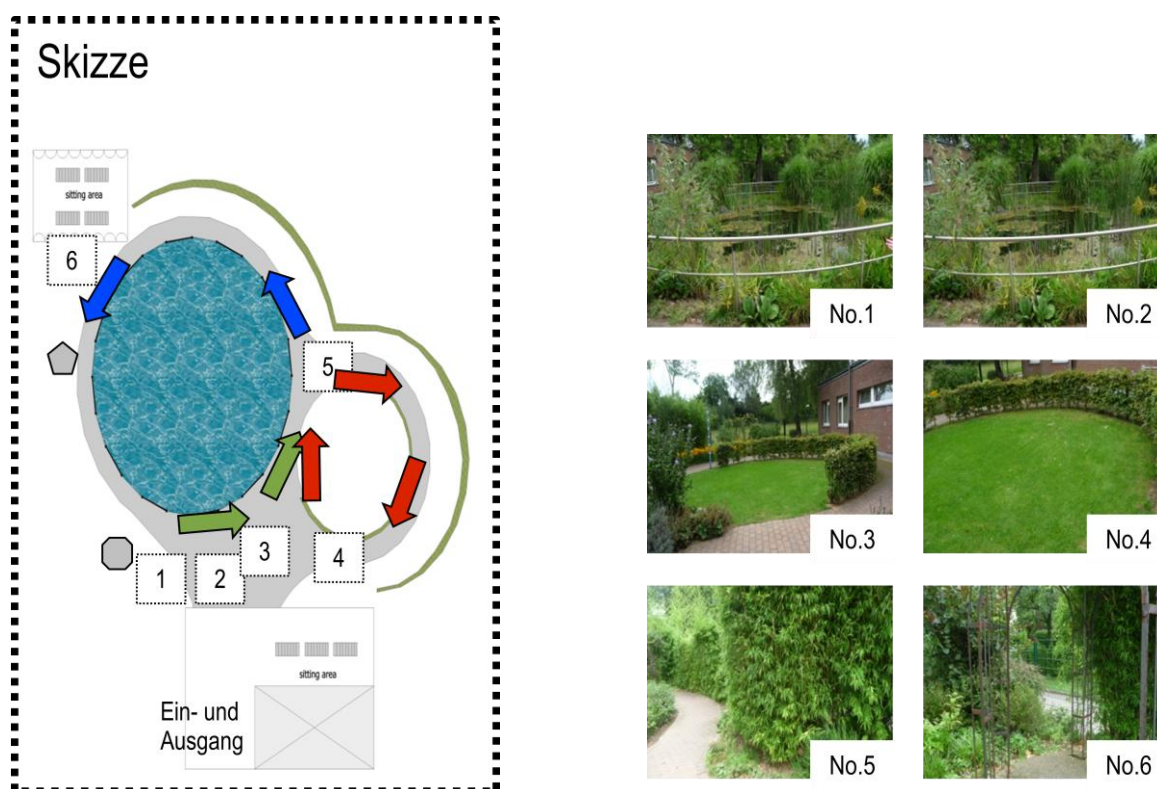 Skizze
sitting area
6
5
1
2
3
4
sitting area
Ein- und
Ausgang
No.1
No.2
No.3
No.4
No.5
No.6